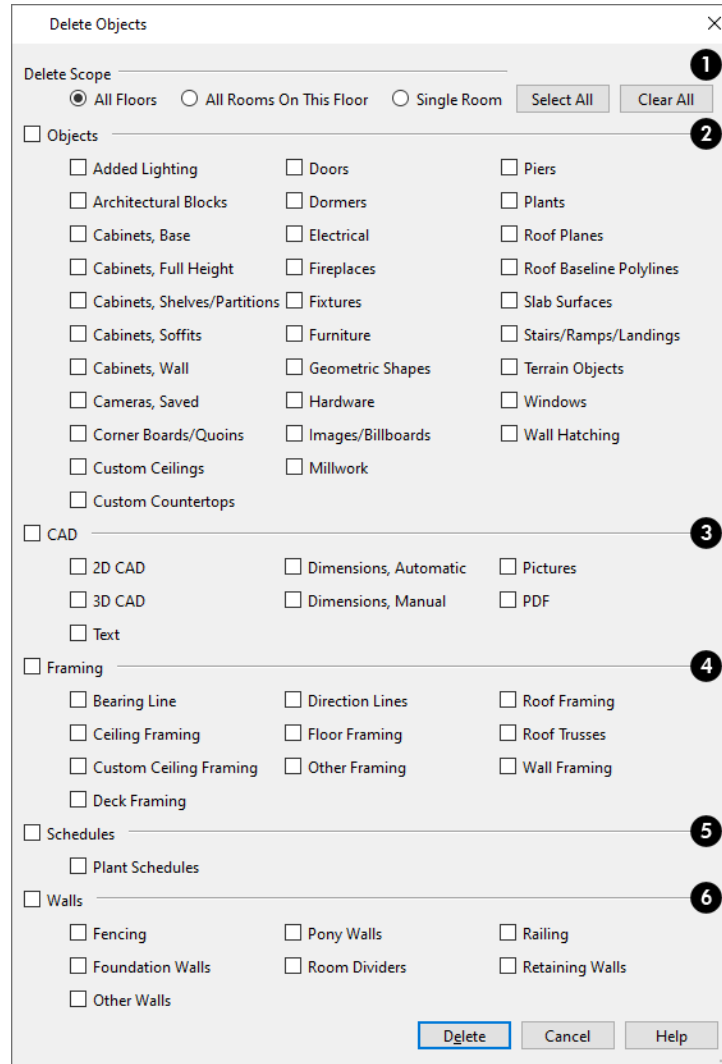 Delete Objects
1
Delete Scope
All Floors All Rooms On This Floor Single Room Select All Clear All
Objects 2
Added Lighting Doors Piers
Architectural Blocks Dormers Plants
Cabinets, Base Electrical Roof Planes
Cabinets, Full Height Fireplaces Roof Baseline Polylines
Cabinets, Shelves/Partitions Fixtures Slab Surfaces
Cabinets, Soffits Furniture Stairs/Ramps/Landings
Cabinets, Wall Geometric Shapes Terrain Objects
Cameras, Saved Hardware Windows
Corner Boards/Quoins Images/Billboards Wall Hatching
Custom Ceilings Millwork
Custom Countertops
CAD 3
2D CAD Dimensions, Automatic Pictures
3D CAD Dimensions, Manual PDF
Text
Framing 4
Bearing Line Direction Lines Roof Framing
Ceiling Framing Floor Framing Roof Trusses
Custom Ceiling Framing Other Framing Wall Framing
Deck Framing
Schedules 5
Plant Schedules
Walls 6
Fencing Pony Walls Railing
Foundation Walls Room Dividers Retaining Walls
Other Walls
Delete Cancel Help